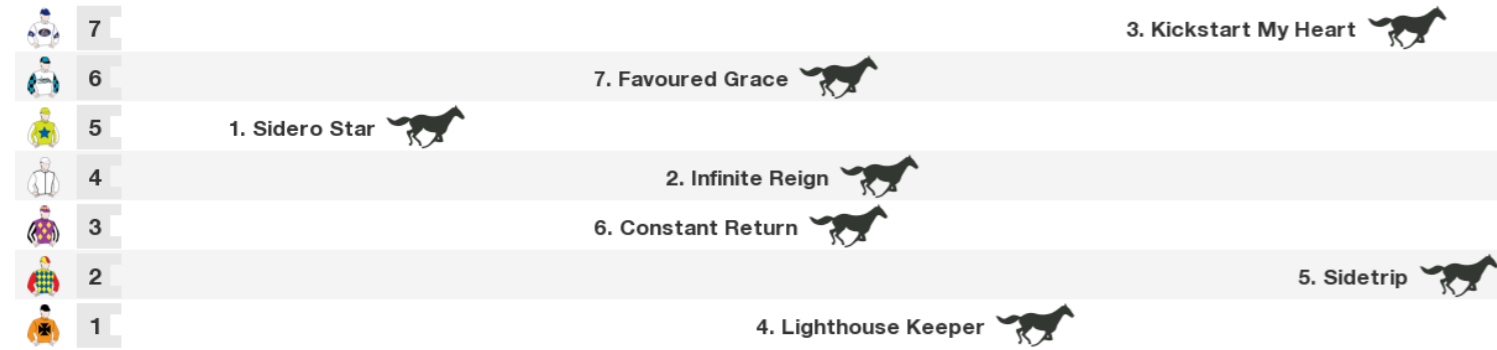 7 3. Kickstart My Heart
6 7. Favoured Grace
5 1. Sidero Star
4 2. Infinite Reign
3 6. Constant Return
2 5. Sidetrip
1 4. Lighthouse Keeper